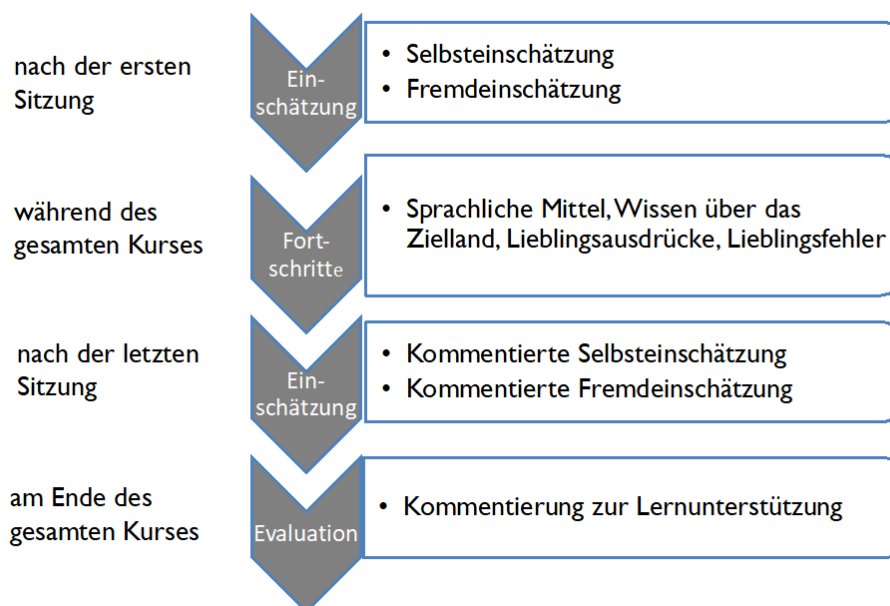 nach der ersten
Sitzung
Ein-
schätzung
• Selbsteinschätzung
• Fremdeinschätzung
während des
gesamten Kurses
Fort-
schritte
• Sprachliche Mittel, Wissen über das
Zielland, Lieblingsausdrücke, Lieblingsfehler
nach der letzten
Sitzung
Ein-
schätzung
• Kommentierte Selbsteinschätzung
• Kommentierte Fremdeinschätzung
am Ende des
gesamten Kurses
Evaluation
• Kommentierung zur Lernunterstützung